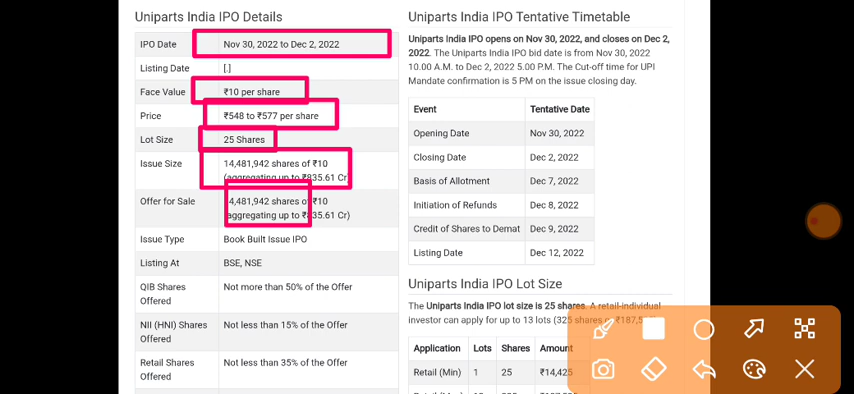 Uniparts India IPO Details
IPO Date Nov 30, 2022 to Dec 2, 2022
Listing Date [.]
Face Value ₹10 per share
Price ₹548 to ₹577 per share
Lot Size 25 Shares
Issue Size 14,481,942 shares of ₹10
(aggregating up to ₹835.61 Cr)
Offer for Sale 14,481,942 shares of ₹10
(aggregating up to ₹835.61 Cr)
Issue Type Book Built Issue IPO
Listing At BSE, NSE
QIB Shares Not more than 50% of the Offer
Offered
NII (HNI) Shares Not less than 15% of the Offer
Offered
Retail Shares Not less than 35% of the Offer
Offered
Uniparts India IPO Tentative Timetable
Uniparts India IPO opens on Nov 30, 2022, and closes on Dec 2,
2022. The Uniparts India IPO bid date is from Nov 30, 2022
10.00 A.M. to Dec 2, 2022 5.00 P.M. The Cut-off time for UPI
Mandate confirmation is 5 PM on the issue closing day.
Event Tentative Date
Opening Date Nov 30, 2022
Closing Date Dec 2, 2022
Basis of Allotment Dec 7, 2022
Initiation of Refunds Dec 8, 2022
Credit of Shares to Demat Dec 9, 2022
Listing Date Dec 12, 2022
Uniparts India IPO Lot Size
The Uniparts India IPO lot size is 25 shares. A retail-individual
investor can apply for up to 13 lots (325 shares
Application Lots Shares Amount
Retail (Min) 1 25 ₹14,425